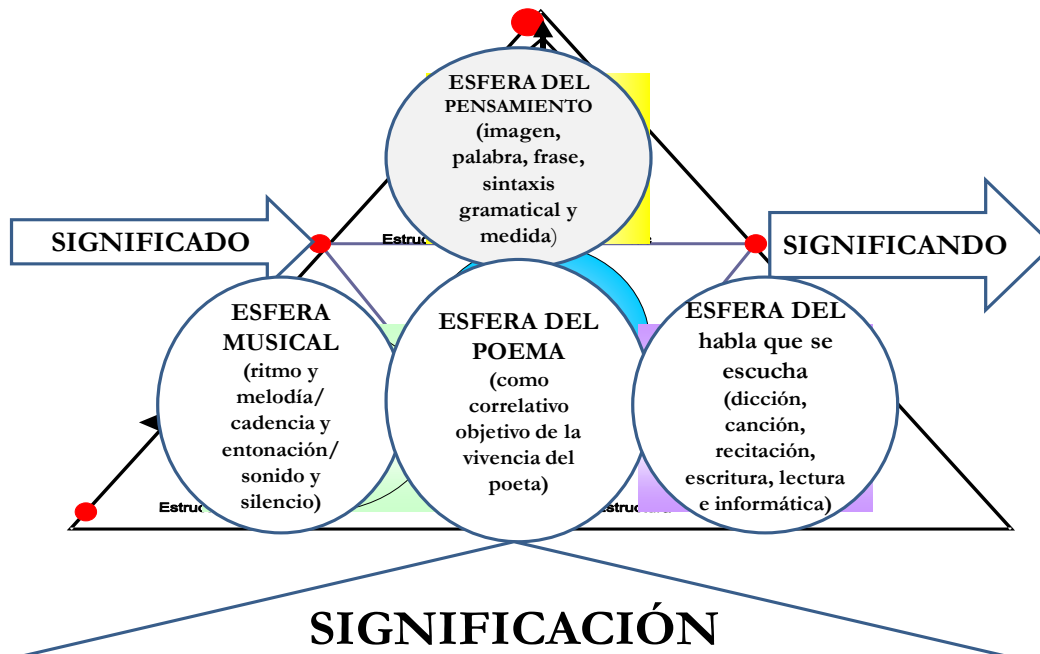 ESFERA DEL
PENSAMIENTO
(imagen,
palabra, frase,
sintaxis
gramatical y
medida)
SIGNIFICADO
SIGNIFICANDO
ESFERA
MUSICAL
(ritmo y
melodía/
cadencia y
entonación/
sonido y
silencio)
ESFERA DEL
POEMA
(como
correlativo
objetivo de la
vivencia del
poeta)
ESFERA DEL
habla que se
escucha
(dicción,
canción,
recitación,
escritura, lectura
e informática)
SIGNIFICACIÓN